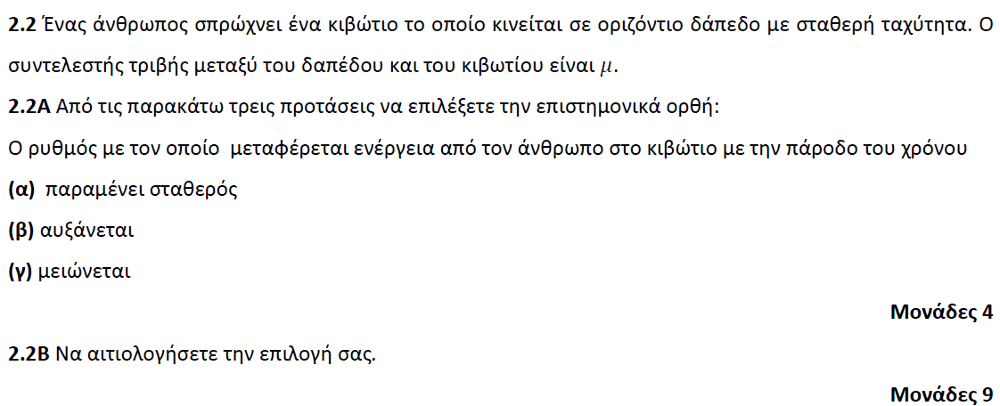 2.2 Ένας άνθρωπος σπρώχνει ένα κιβώτιο το οποίο κινείται σε οριζόντιο δάπεδο με σταθερή ταχύτητα. Ο
συντελεστής τριβής μεταξύ του δαπέδου και του κιβωτίου είναι μ.
2.2Α Από τις παρακάτω τρεις προτάσεις να επιλέξετε την επιστημονικά ορθή:
Ο ρυθμός με τον οποίο μεταφέρεται ενέργεια από τον άνθρωπο στο κιβώτιο με την πάροδο του χρόνου
(α) παραμένει σταθερός
(β) αυξάνεται
(γ) μειώνεται
Μονάδες 4
2.2Β Να αιτιολογήσετε την επιλογή σας.
Μονάδες 9